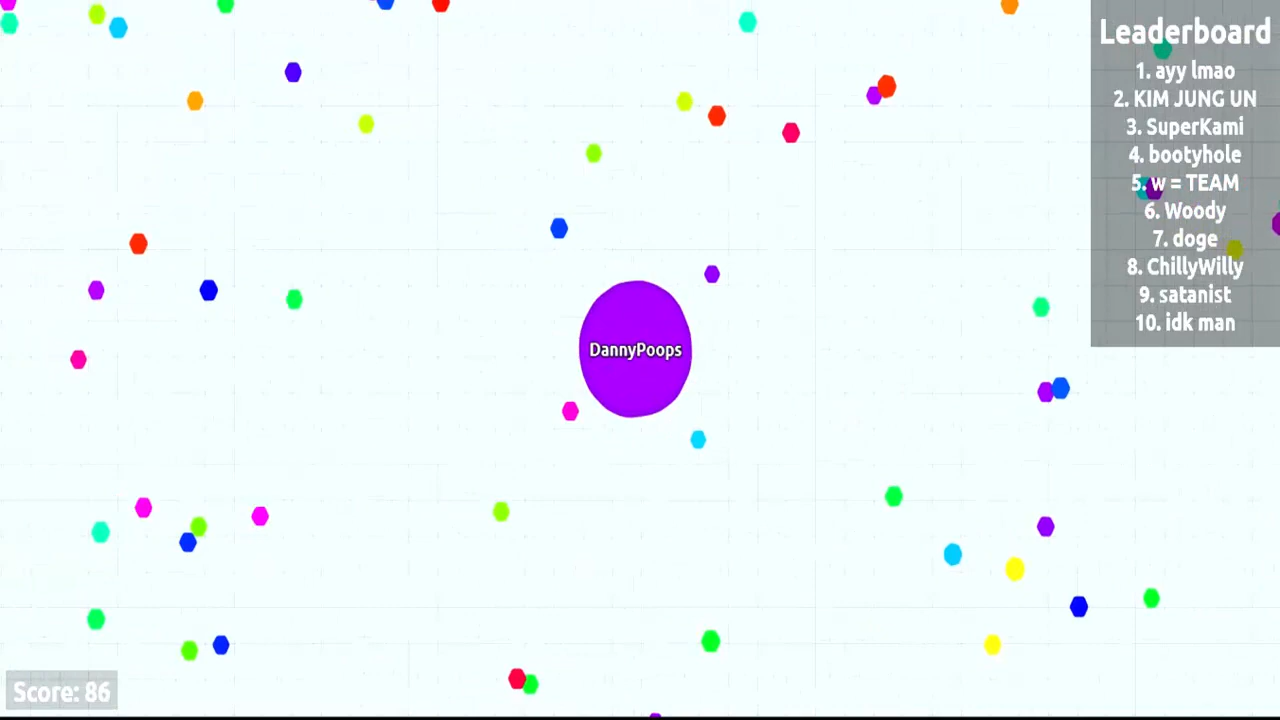 Leaderboard
1. ayy lmao
2. KIM JUNG UN
3. SuperKami
4. bootyhole
5. w = TEAM
6. Woody
7. doge
8. ChillyWilly
9. satanist
10. idk man
DannyPoops
Score: 86